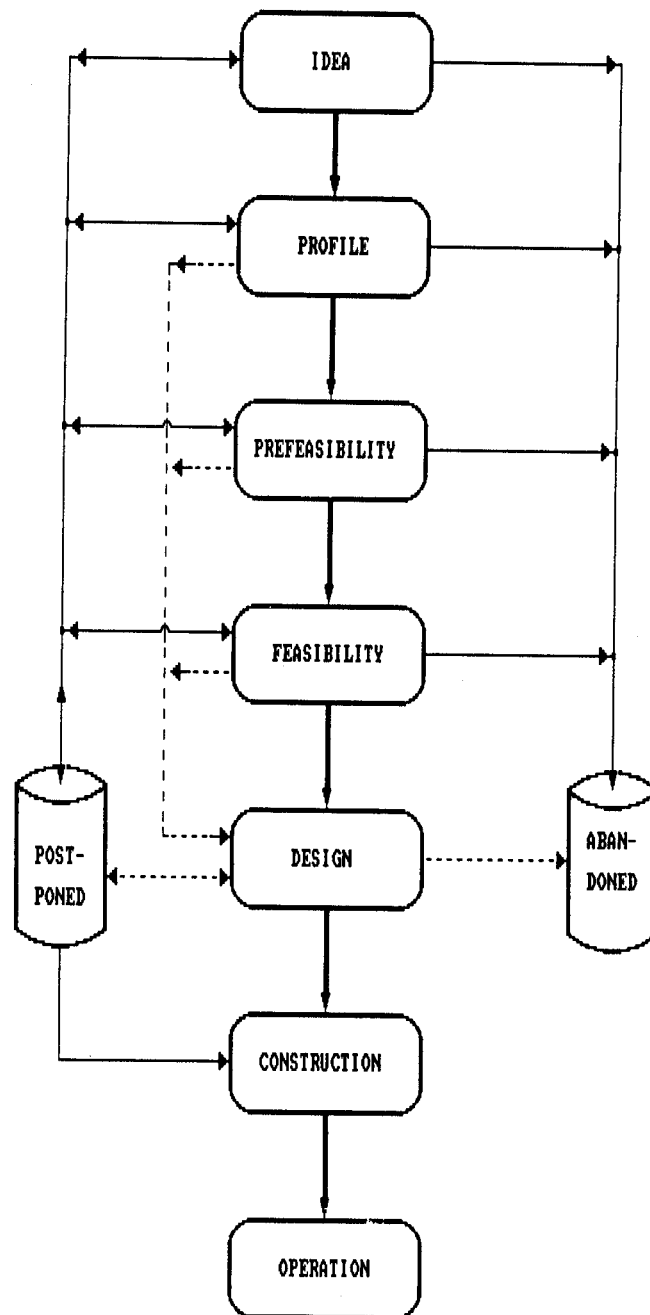 IDEA
PROFILE
PREFEASIBILITY
FEASIBILITY
POST-
PONED
DESIGN
ABAN-
DONED
CONSTRUCTION
OPERATION